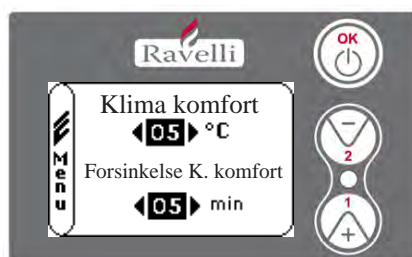 Ravelli
OK
Klima komfort
05 °C
Forsinkelse K. komfort
05 min
Menu
2
1